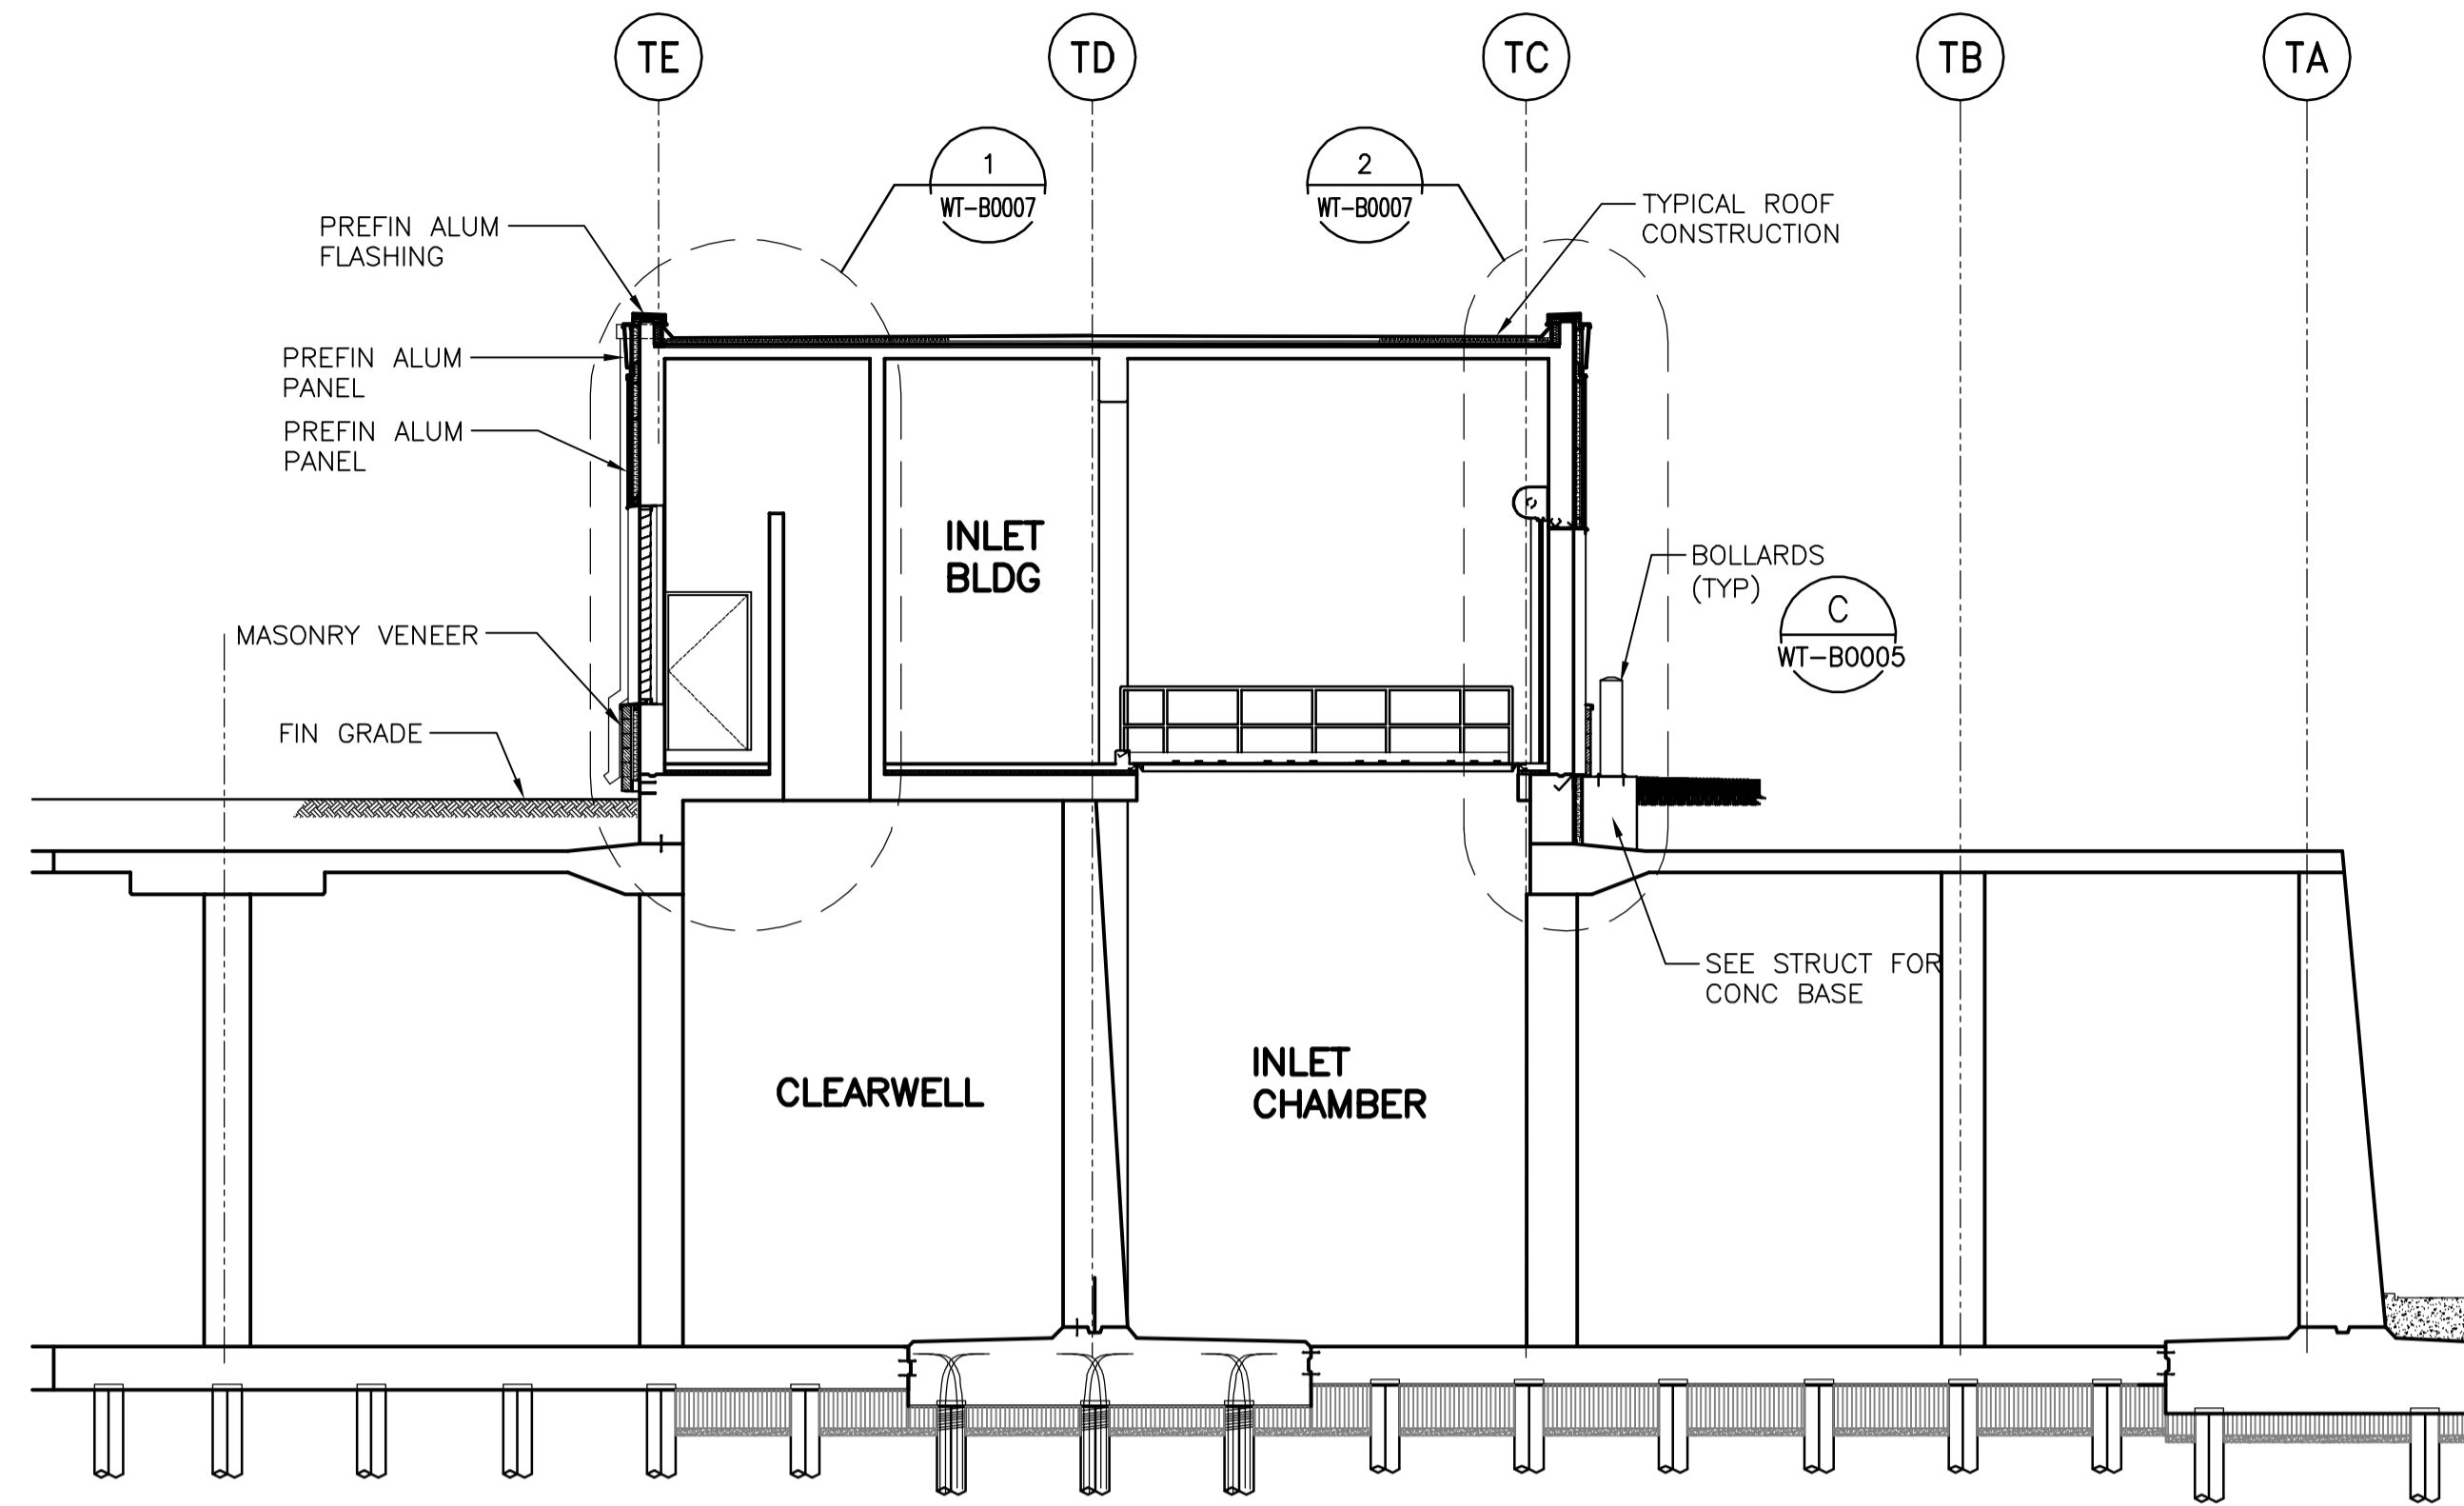 TE
TD
TC
TB
TA
1
WT-B0007
2
WT-B0007
PREFIN ALUM
FLASHING
TYPICAL ROOF
CONSTRUCTION
PREFIN ALUM
PANEL
PREFIN ALUM
PANEL
INLET
BLDG
BOLLARDS
(TYP)
C
WT-B0005
MASONRY VENEER
FIN GRADE
SEE STRUCT FOR
CONC BASE
CLEARWELL
INLET
CHAMBER